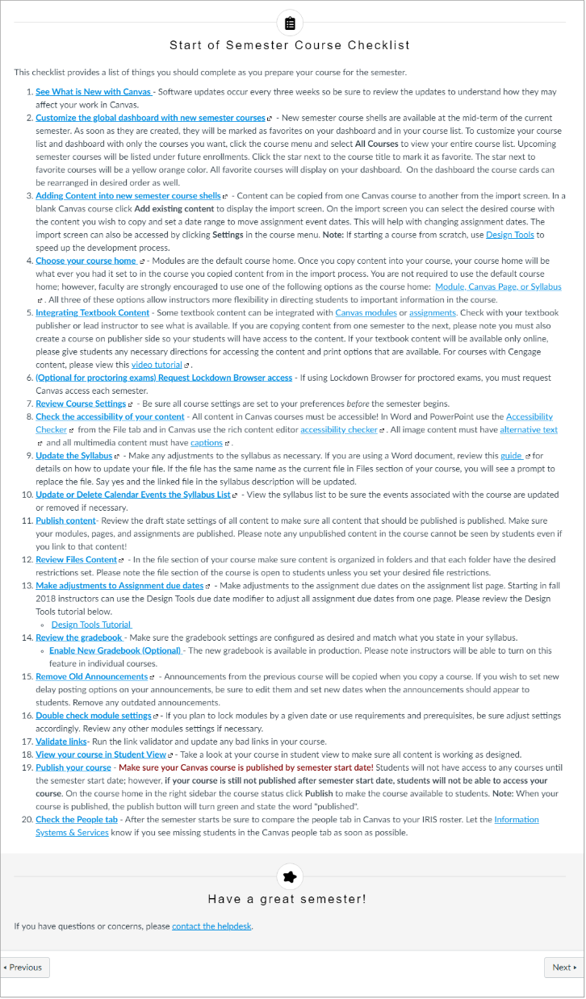 Start of Semester Course Checklist
This checklist provides a list of things you should complete as you prepare your course for the semester.
1. See What is New with Canvas - Software updates occur every three weeks so be sure to review the updates to understand how they may
affect your work in Canvas.
2. Customize the global dashboard with new semester courses - New semester course shells are available at the mid-term of the current
semester. As soon as they are created, they will be marked as favorites on your dashboard and in your course list. To customize your course
list and dashboard with only the courses you want, click the course menu and select All Courses to view your entire course list. Upcoming
semester courses will be listed under future enrollments. Click the star next to the course title to mark it as favorite. The star next to
favorite courses will be a yellow orange color. All favorite courses will display on your dashboard. On the dashboard the course cards can
be rearranged in desired order as well.
3. Adding Content into new semester course shells - Content can be copied from one Canvas course to another from the import screen. In a
blank Canvas course click Add existing content to display the import screen. On the import screen you can select the desired course with
the content you wish to copy and set a date range to move assignment event dates. This will help with changing assignment dates. The
import screen can also be accessed by clicking Settings in the course menu. Note: If starting a course from scratch, use Design Tools to
speed up the development process.
4. Choose your course home - Modules are the default course home. Once you copy content into your course, your course home will be
what ever you had it set to in the course you copied content from in the import process. You are not required to use the default course
home; however, faculty are strongly encouraged to use one of the following options as the course home: Module, Canvas Page, or Syllabus
. All three of these options allow instructors more flexibility in directing students to important information in the course.
5. Integrating Textbook Content - Some textbook content can be integrated with Canvas modules or assignments. Check with your textbook
publisher or lead instructor to see what is available. If you are copying content from one semester to the next, please note you must also
create a course on publisher side so your students will have access to the content. If your textbook content will be available only online,
please give students any necessary directions for accessing the content and print options that are available. For courses with Cengage
content, please view this video tutorial .
6. (Optional for proctoring exams) Request Lockdown Browser access - If using Lockdown Browser for proctored exams, you must request
Canvas access each semester.
7. Review Course Settings - Be sure all course settings are set to your preferences before the semester begins.
8. Check the accessibility of your content - All content in Canvas courses must be accessible! In Word and PowerPoint use the Accessibility
Checker from the File tab and in Canvas use the rich content editor accessibility checker . All image content must have alternative text
and all multimedia content must have captions .
9. Update the Syllabus - Make any adjustments to the syllabus as necessary. If you are using a Word document, review this guide for
details on how to update your file. If the file has the same name as the current file in Files section of your course, you will see a prompt to
replace the file. Say yes and the linked file in the syllabus description will be updated.
10. Update or Delete Calendar Events the Syllabus List - View the syllabus list to be sure the events associated with the course are updated
or removed if necessary.
11. Publish content- Review the draft state settings of all content to make sure all content that should be published is published. Make sure
your modules, pages, and assignments are published. Please note any unpublished content in the course cannot be seen by students even if
you link to that content!
12. Review Files Content - In the file section of your course make sure content is organized in folders and that each folder have the desired
restrictions set. Please note the file section of the course is open to students unless you set your desired file restrictions.
13. Make adjustments to Assignment due dates - Make adjustments to the assignment due dates on the assignment list page. Starting in fall
2018 instructors can use the Design Tools due date modifier to adjust all assignment due dates from one page. Please review the Design
Tools tutorial below.
Design Tools Tutorial
14. Review the gradebook - Make sure the gradebook settings are configured as desired and match what you state in your syllabus.
Enable New Gradebook (Optional) - The new gradebook is available in production. Please note instructors will be able to turn on this
feature in individual courses.
15. Remove Old Announcements - Announcements from the previous course will be copied when you copy a course. If you wish to set new
delay posting options on your announcements, be sure to edit them and set new dates when the announcements should appear to
students. Remove any outdated announcements.
16. Double check module settings - If you plan to lock modules by a given date or use requirements and prerequisites, be sure adjust settings
accordingly. Review any other modules settings if necessary.
17. Validate links- Run the link validator and update any bad links in your course.
18. View your course in Student View - Take a look at your course in student view to make sure all content is working as designed.
19. Publish your course - Make sure your Canvas course is published by semester start date! Students will not have access to any courses until
the semester start date; however, if your course is still not published after semester start date, students will not be able to access your
course. On the course home in the right sidebar the course status click Publish to make the course available to students. Note: When your
course is published, the publish button will turn green and state the word "published".
20. Check the People tab - After the semester starts be sure to compare the people tab in Canvas to your IRIS roster. Let the Information
Systems & Services know if you see missing students in the Canvas people tab as soon as possible.
Have a great semester!
If you have questions or concerns, please contact the helpdesk.
Previous
Next